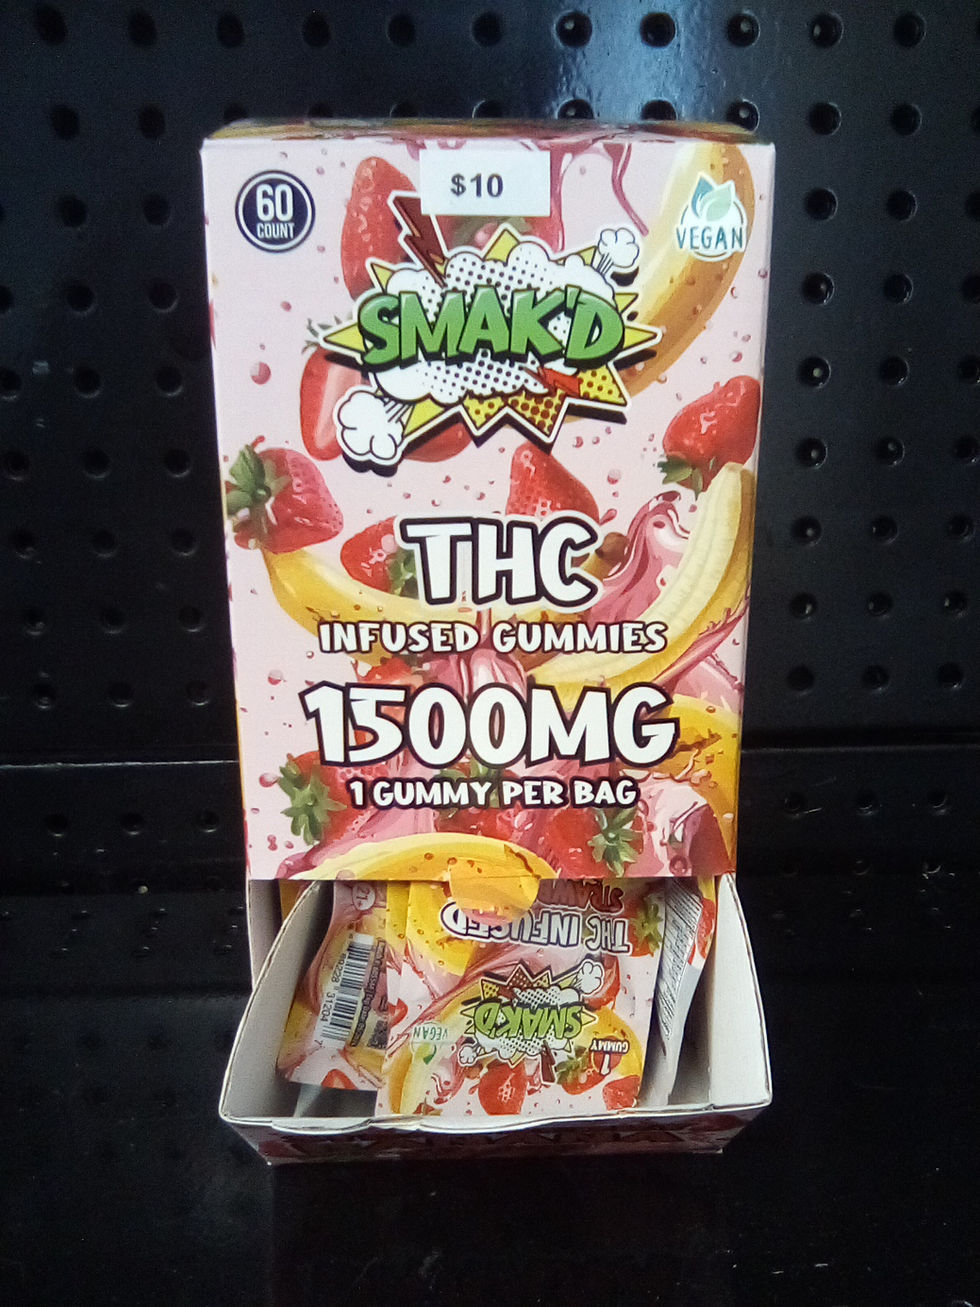 $10
60
COUNT
VEGAN
SMAK'D
THC
INFUSED GUMMIES
1500MG
1 GUMMY PER BAG
21+
THC INFUSED
SMAK'D
VEGAN
1
GUMMY